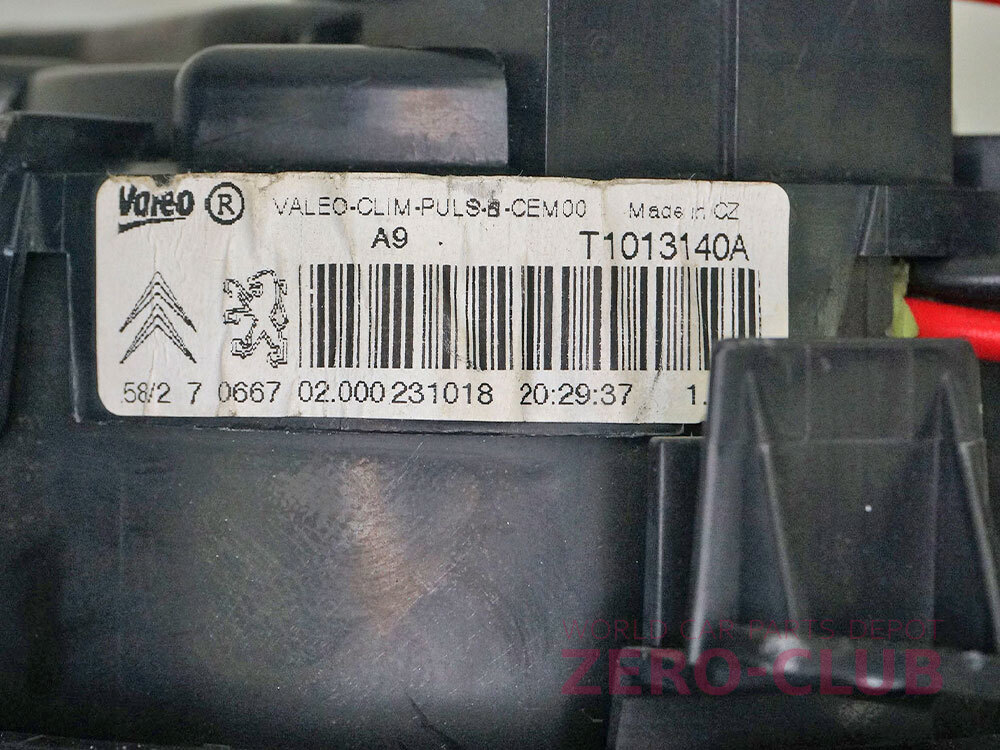 Valeo ® VALEO-CLIM-PULS-B-CEM00 Made in CZ
A9 T1013140A
58/2 7 0667 02.000 231018 20:29:37 1.
WORLD CAR PARTS DEPOT
ZERO-CLUB